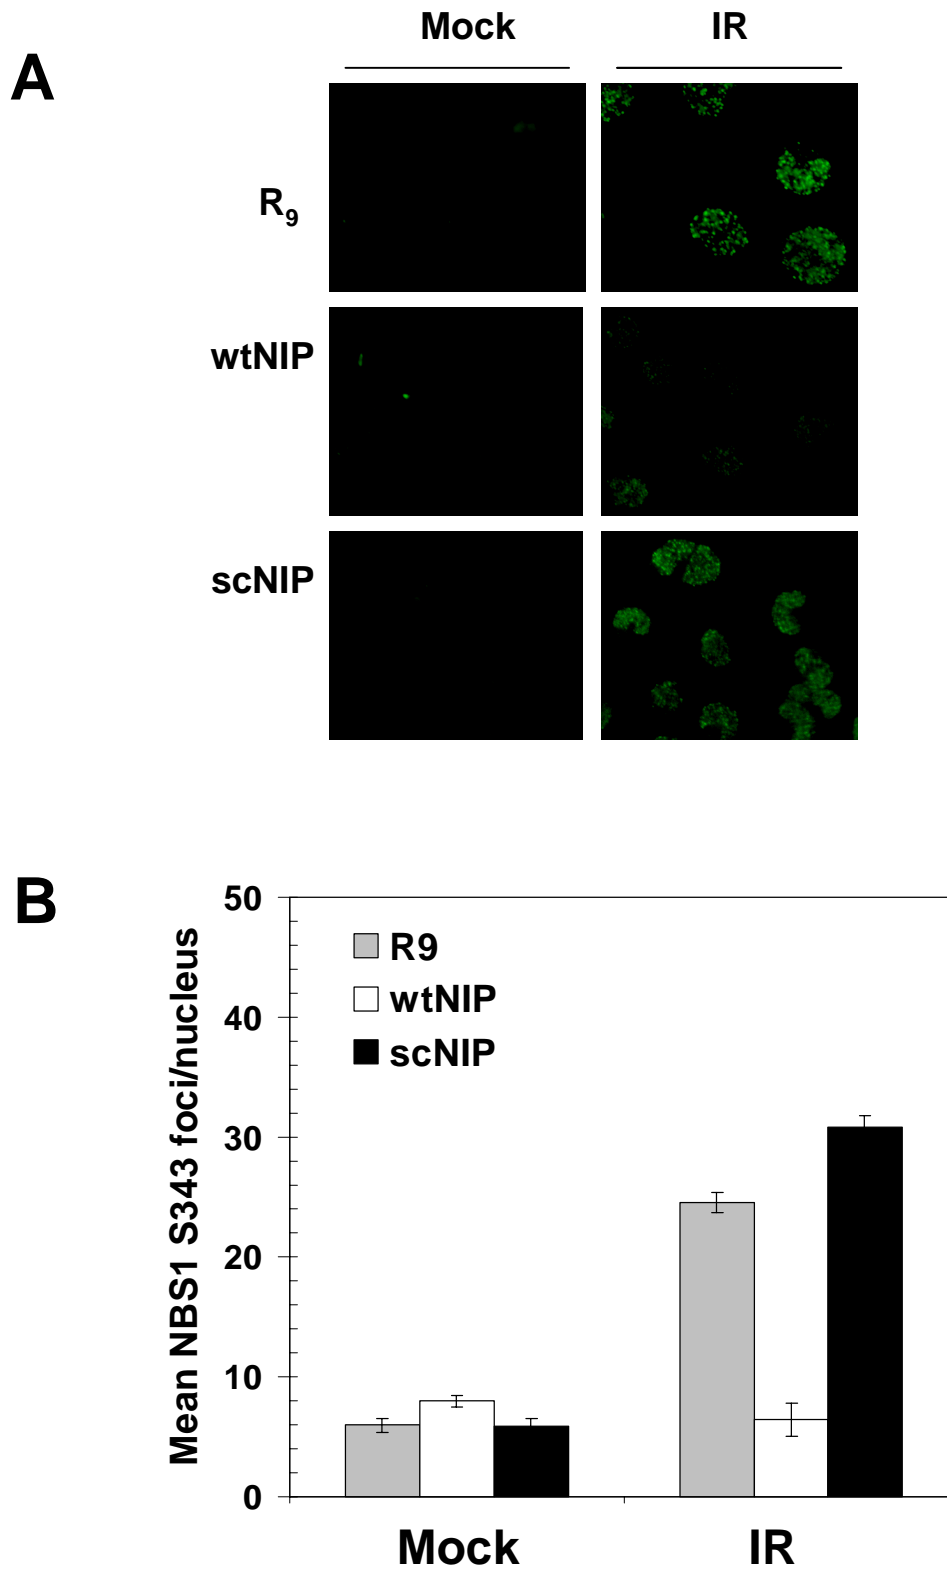 A
Mock IR
R9
wtNIP
scNIP
B
Mean NBS1 S343 foci/nucleus
50
40
30
20
10
0
R9
wtNIP
scNIP
Mock IR